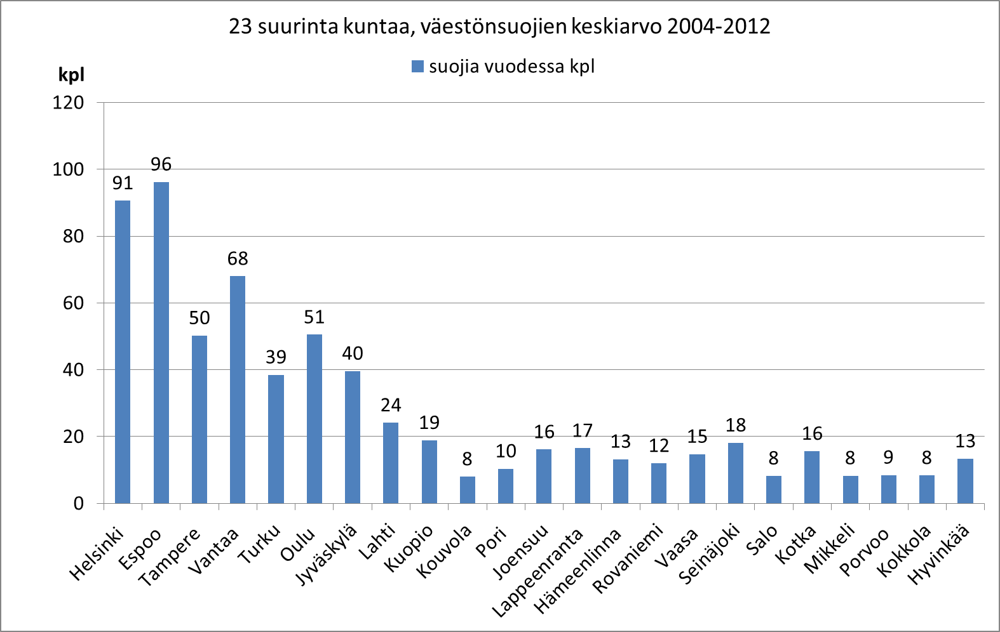 23 suurinta kuntaa, väestönsuojien keskiarvo 2004-2012
suojia vuodessa kpl
kpl
120
100
80
60
40
20
0
91
96
50
68
39
51
40
24
19
8
10
16
17
13
12
15
18
8
16
8
9
8
13
Helsinki
Espoo
Tampere
Vantaa
Turku
Oulu
Jyväskylä
Lahti
Kuopio
Kouvola
Pori
Joensuu
Lappeenranta
Hämeenlinna
Rovaniemi
Vaasa
Seinäjoki
Salo
Kotka
Mikkeli
Porvoo
Kokkola
Hyvinkää